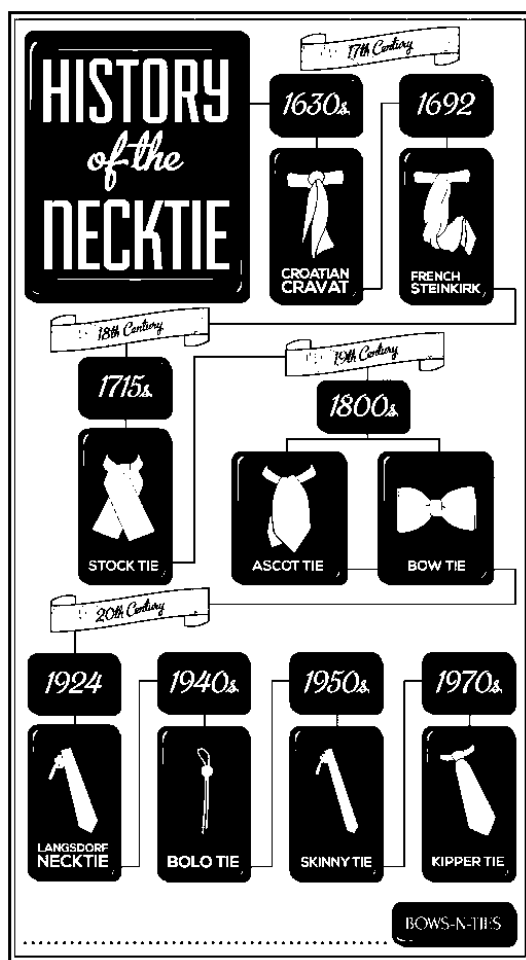 HISTORY
of the
NECKTIE
17th Century
1630s
CROATIAN
CRAVAT
1692
FRENCH
STEINKIRK
18th Century
1715s
STOCK TIE
19th Century
1800s
ASCOT TIE
BOW TIE
20th Century
1924
LANGSDORF
NECKTIE
1940s
BOLO TIE
1950s
SKINNY TIE
1970s
KIPPER TIE
BOWS-N-TIES